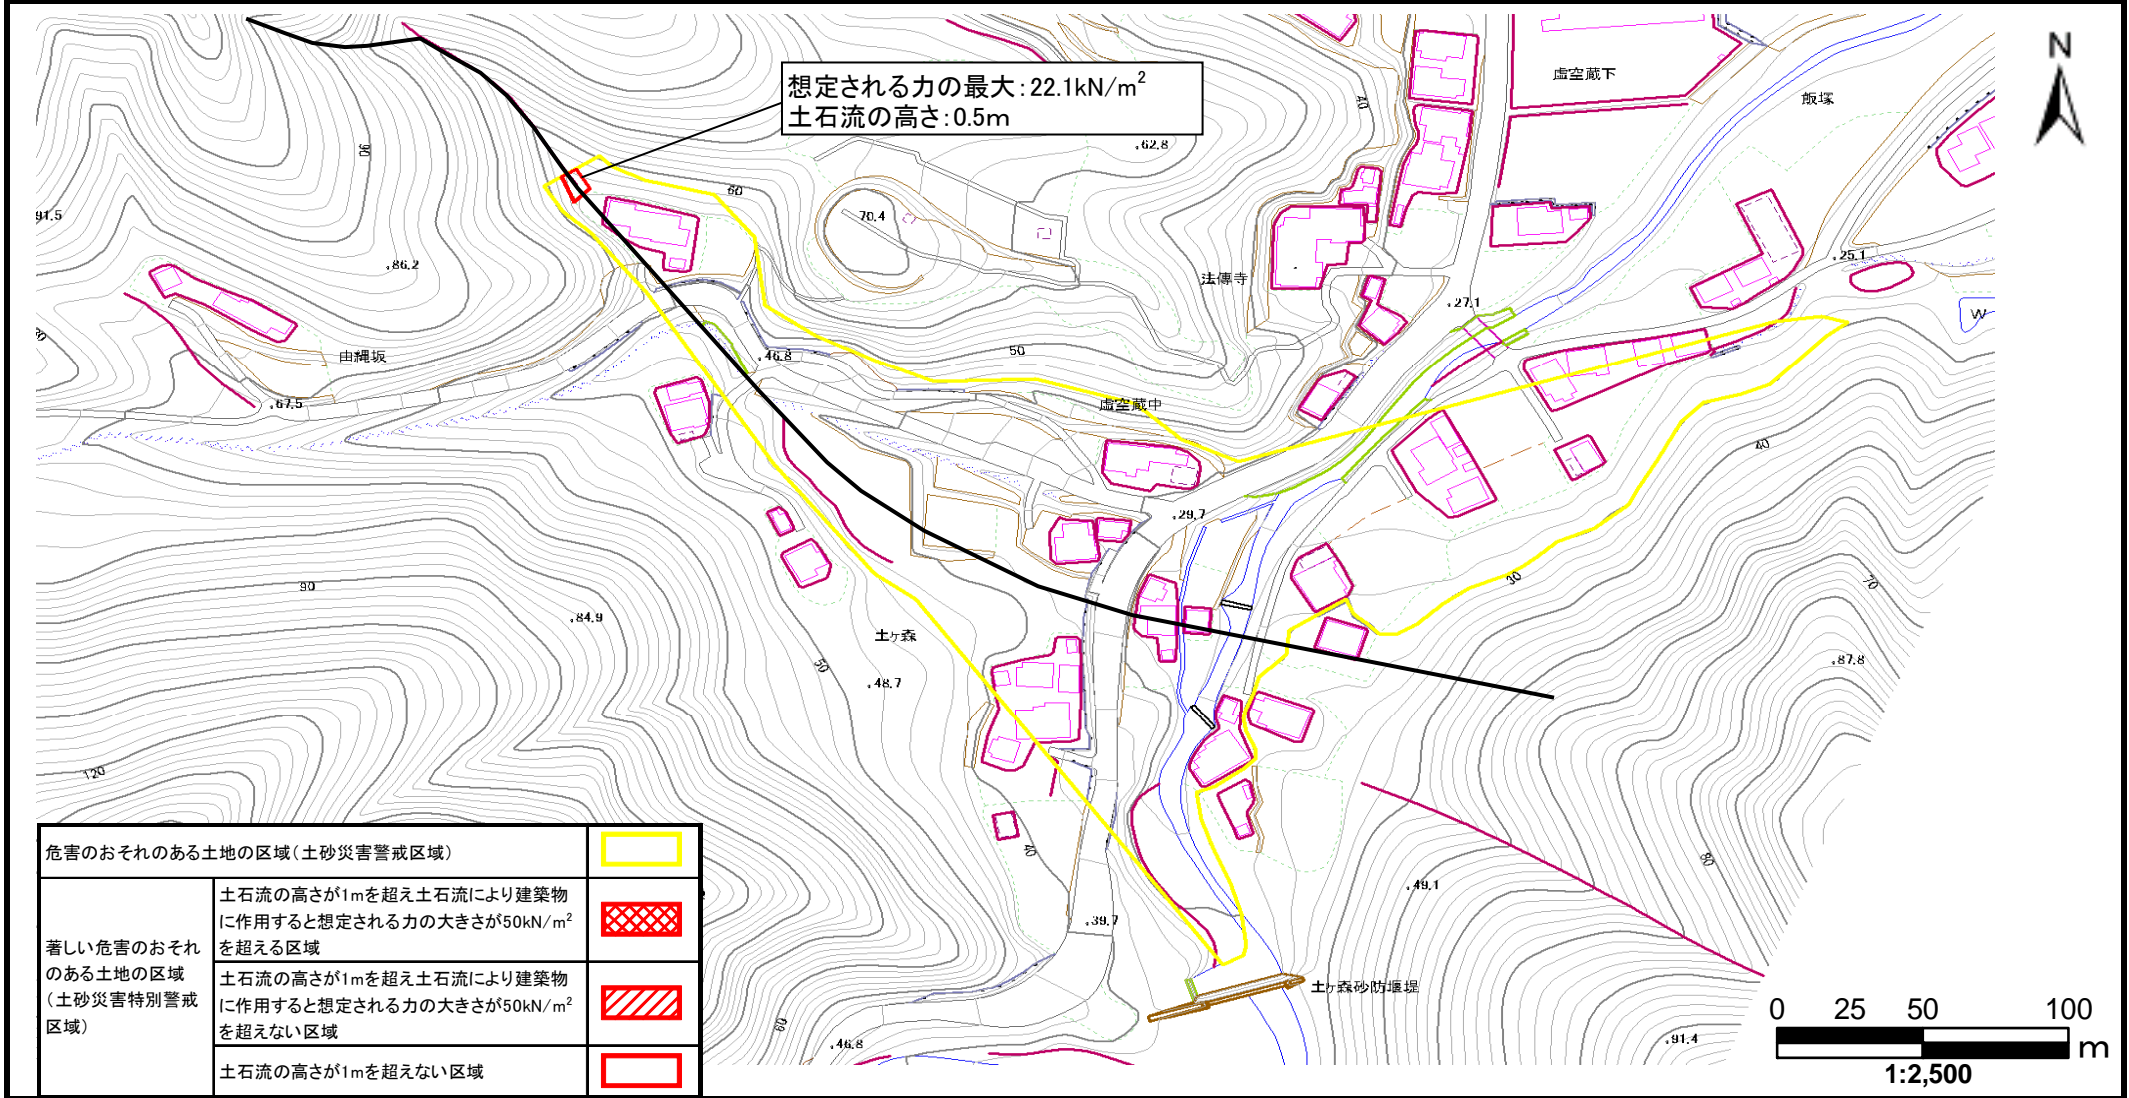 想定される力の最大：22.1kN/m²
土石流の高さ：0.5m
N
虚空蔵下
飯塚
40
90
62.8
91.5
60
70.4
86.2
法傳寺
25.1
27.1
W
由縄坂
46.8
50
67.5
虚空蔵中
40
29.7
90
84.9
土ヶ森
50
48.7
30
70
87.8
120
40
80
49.1
39.7
土ヶ森砂防堰堤
60
46.8
91.4
危害のおそれのある土地の区域（土砂災害警戒区域）
著しい危害のおそれ
のある土地の区域
（土砂災害特別警戒
区域）
土石流の高さが1mを超え土石流により建築物
に作用すると想定される力の大きさが50kN/m²
を超える区域
土石流の高さが1mを超え土石流により建築物
に作用すると想定される力の大きさが50kN/m²
を超えない区域
土石流の高さが1mを超えない区域
0 25 50 100
m
1:2,500